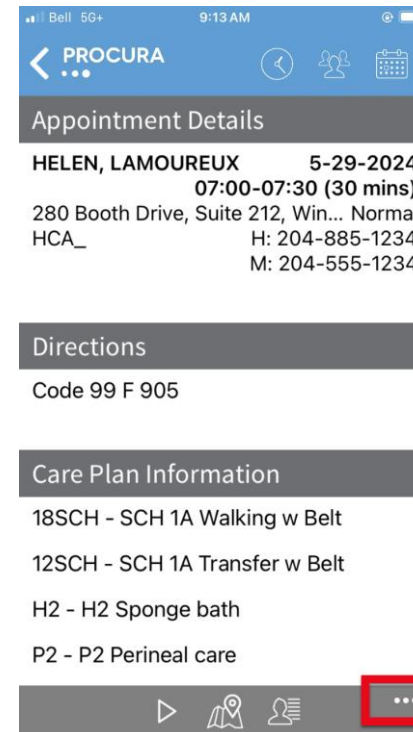 Bell 5G+ 9:13 AM
PROCURA
Appointment Details
HELEN, LAMOUREUX 5-29-2024
07:00-07:30 (30 mins)
280 Booth Drive, Suite 212, Win... Norma
HCA_ H: 204-885-1234
M: 204-555-1234
Directions
Code 99 F 905
Care Plan Information
18SCH - SCH 1A Walking w Belt
12SCH - SCH 1A Transfer w Belt
H2 - H2 Sponge bath
P2 - P2 Perineal care